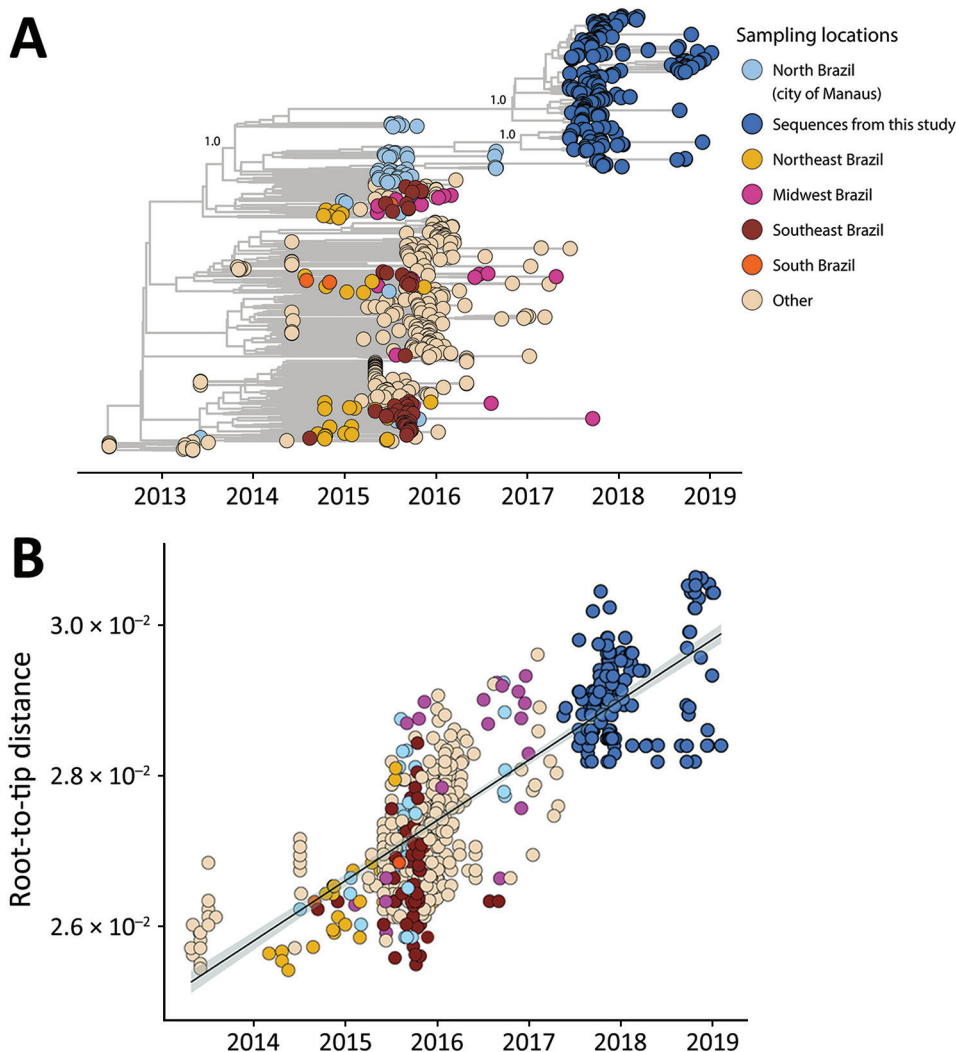 A
Sampling locations
North Brazil
(city of Manaus)
Sequences from this study
Northeast Brazil
Midwest Brazil
Southeast Brazil
South Brazil
Other
1.0
1.0
1.0
2013 2014 2015 2016 2017 2018 2019
B
Root-to-tip distance
3.0 × 10⁻²
2.8 × 10⁻²
2.6 × 10⁻²
2014 2015 2016 2017 2018 2019